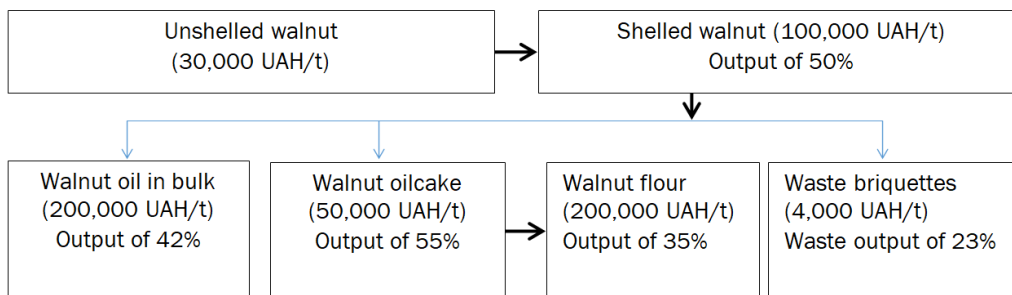 Unshelled walnut
(30,000 UAH/t)
Shelled walnut (100,000 UAH/t)
Output of 50%
Walnut oil in bulk
(200,000 UAH/t)
Output of 42%
Walnut oilcake
(50,000 UAH/t)
Output of 55%
Walnut flour
(200,000 UAH/t)
Output of 35%
Waste briquettes
(4,000 UAH/t)
Waste output of 23%